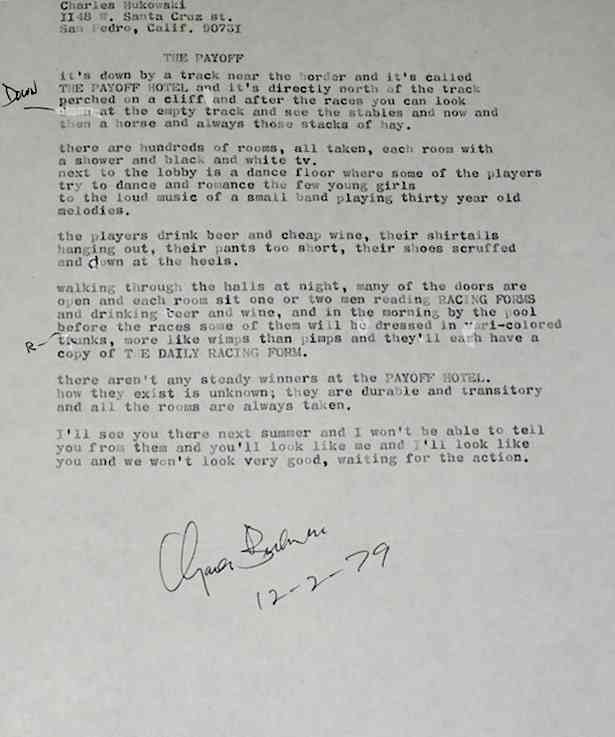 Charles Bukowski
1148 W. Santa Cruz st.
San Pedro, Calif. 90731
THE PAYOFF
it's down by a track near the border and it's called
THE PAYOFF HOTEL and it's directly north of the track
DOWN
perched on a cliff and after the races you can look
down at the empty track and see the stables and now and
then a horse and always those stacks of hay.
there are hundreds of rooms, all taken, each room with
a shower and black and white tv.
next to the lobby is a dance floor where some of the players
try to dance and romance the few young girls
to the loud music of a small band playing thirty year old
melodies.
the players drink beer and cheap wine, their shirtails
hanging out, their pants too short, their shoes scruffed
and down at the heels.
walking through the halls at night, many of the doors are
open and each room sit one or two men reading RACING FORMS
and drinking beer and wine, and in the morning by the pool
before the races some of them will be dressed in vari-colored
R- trunks, more like wimps than pimps and they'll each have a
copy of T E DAILY RACING FORM.
there aren't any steady winners at the PAYOFF HOTEL.
how they exist is unknown; they are durable and transitory
and all the rooms are always taken.
I'll see you there next summer and I won't be able to tell
you from them and you'll look like me and I'll look like
you and we won't look very good, waiting for the action.
Charles Bukowski
12-2-79